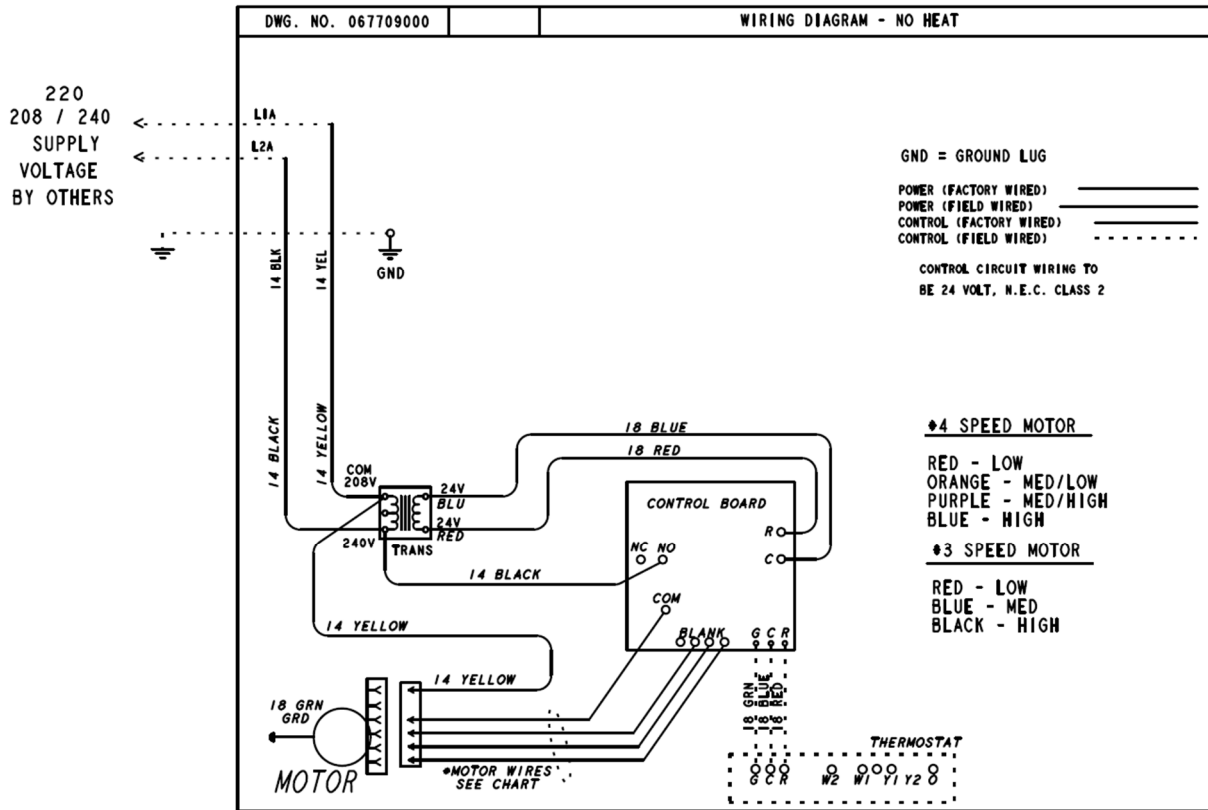 DWG. NO. 067709000
WIRING DIAGRAM - NO HEAT
220
208 / 240
SUPPLY
VOLTAGE
BY OTHERS
L1A
L2A
GND
14 BLK
14 YEL
GND = GROUND LUG
POWER (FACTORY WIRED)
POWER (FIELD WIRED)
CONTROL (FACTORY WIRED)
CONTROL (FIELD WIRED)
CONTROL CIRCUIT WIRING TO
BE 24 VOLT, N.E.C. CLASS 2
14 BLACK
14 YELLOW
COM
208V
240V
TRANS
24V
BLU
24V
RED
18 BLUE
18 RED
CONTROL BOARD
R
C
NC NO
COM
BLANK
G C R
14 BLACK
14 YELLOW
14 YELLOW
18 GRN
GRD
MOTOR
*MOTOR WIRES
SEE CHART
18 GRN
18 BLUE
18 RED
THERMOSTAT
G C R W2 W1 Y1 Y2 O
*4 SPEED MOTOR
RED - LOW
ORANGE - MED/LOW
PURPLE - MED/HIGH
BLUE - HIGH
*3 SPEED MOTOR
RED - LOW
BLUE - MED
BLACK - HIGH